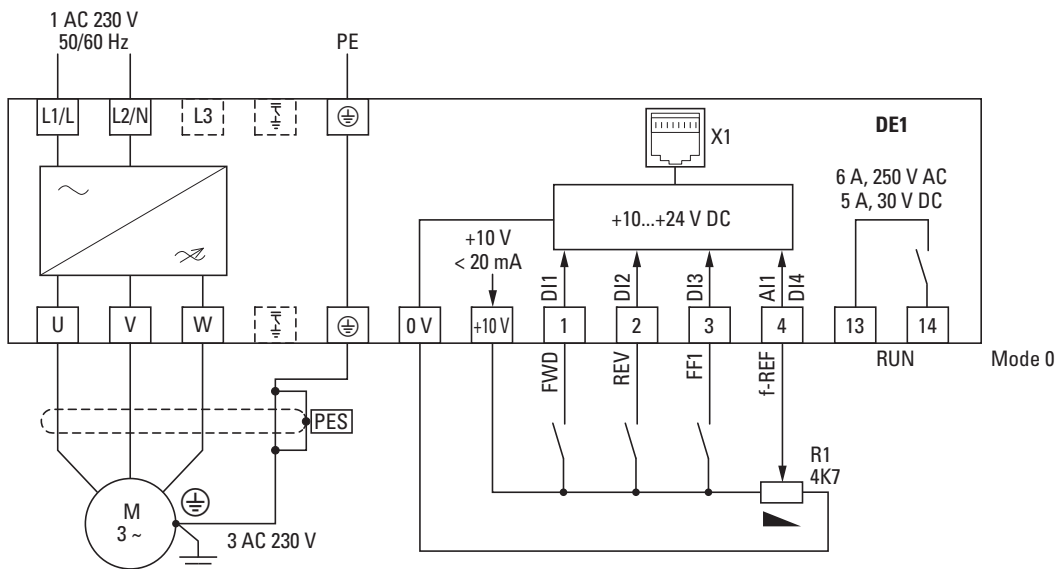 1 AC 230 V
50/60 Hz
PE
L1/L
L2/N
L3
X1
DE1
6 A, 250 V AC
5 A, 30 V DC
+10...+24 V DC
+10 V
< 20 mA
DI1
DI2
DI3
AI1
DI4
U
V
W
0 V
+10 V
1
2
3
4
13
14
FWD
REV
FF1
f-REF
RUN
Mode 0
PES
R1
4K7
M
3 ~
3 AC 230 V